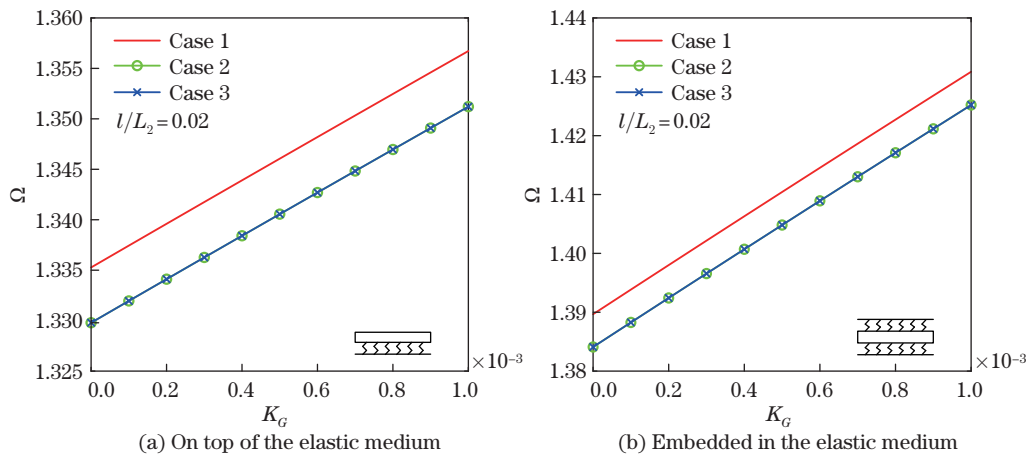 1.360
1.355
1.350
1.345
1.340
1.335
1.330
1.325
Ω
Case 1
Case 2
Case 3
l/L₂=0.02
0.0 0.2 0.4 0.6 0.8 1.0
×10⁻³
K_G
(a) On top of the elastic medium
1.44
1.43
1.42
1.41
1.40
1.39
1.38
Ω
Case 1
Case 2
Case 3
l/L₂=0.02
0.0 0.2 0.4 0.6 0.8 1.0
×10⁻³
K_G
(b) Embedded in the elastic medium